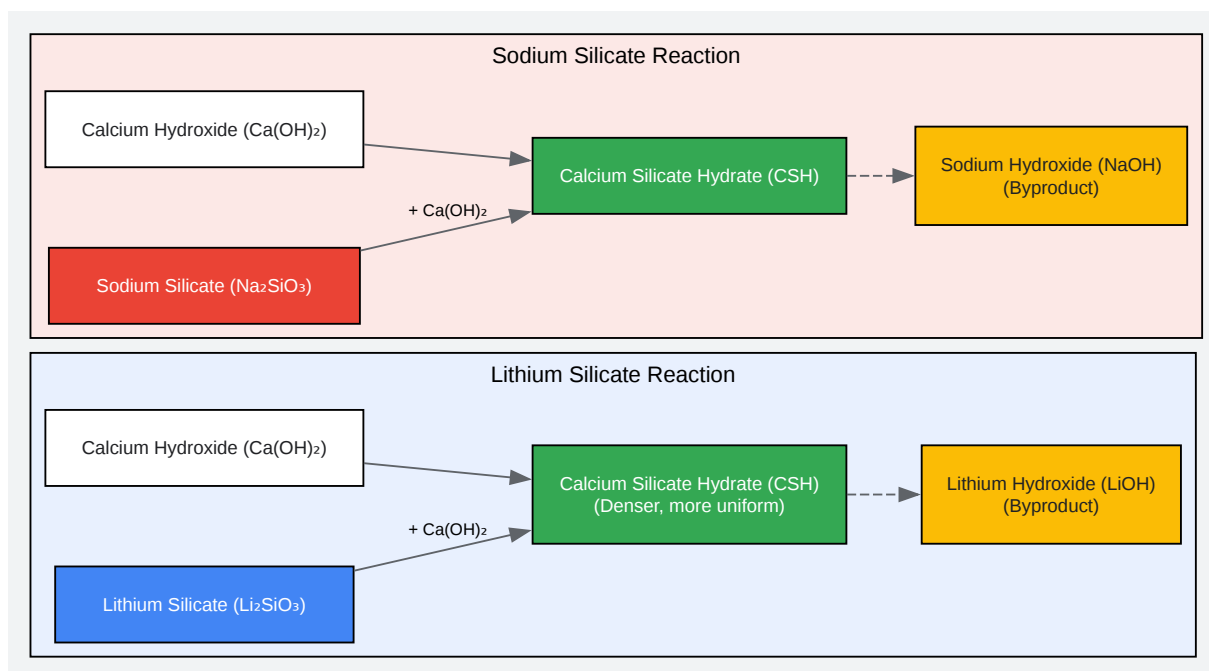 Sodium Silicate Reaction
Calcium Hydroxide (Ca(OH)₂)
Calcium Silicate Hydrate (CSH)
Sodium Hydroxide (NaOH)
(Byproduct)
+ Ca(OH)₂
Sodium Silicate (Na₂SiO₃)
Lithium Silicate Reaction
Calcium Hydroxide (Ca(OH)₂)
Calcium Silicate Hydrate (CSH)
(Denser, more uniform)
Lithium Hydroxide (LiOH)
(Byproduct)
+ Ca(OH)₂
Lithium Silicate (Li₂SiO₃)